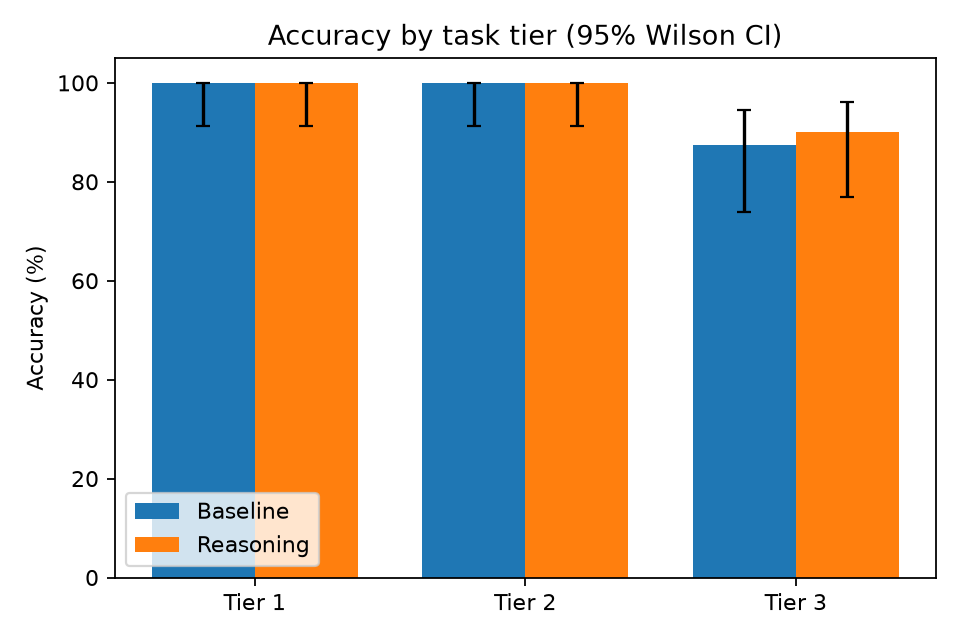 Accuracy by task tier (95% Wilson CI)
Accuracy (%)
100
80
60
40
20
0
Baseline
Reasoning
Tier 1
Tier 2
Tier 3